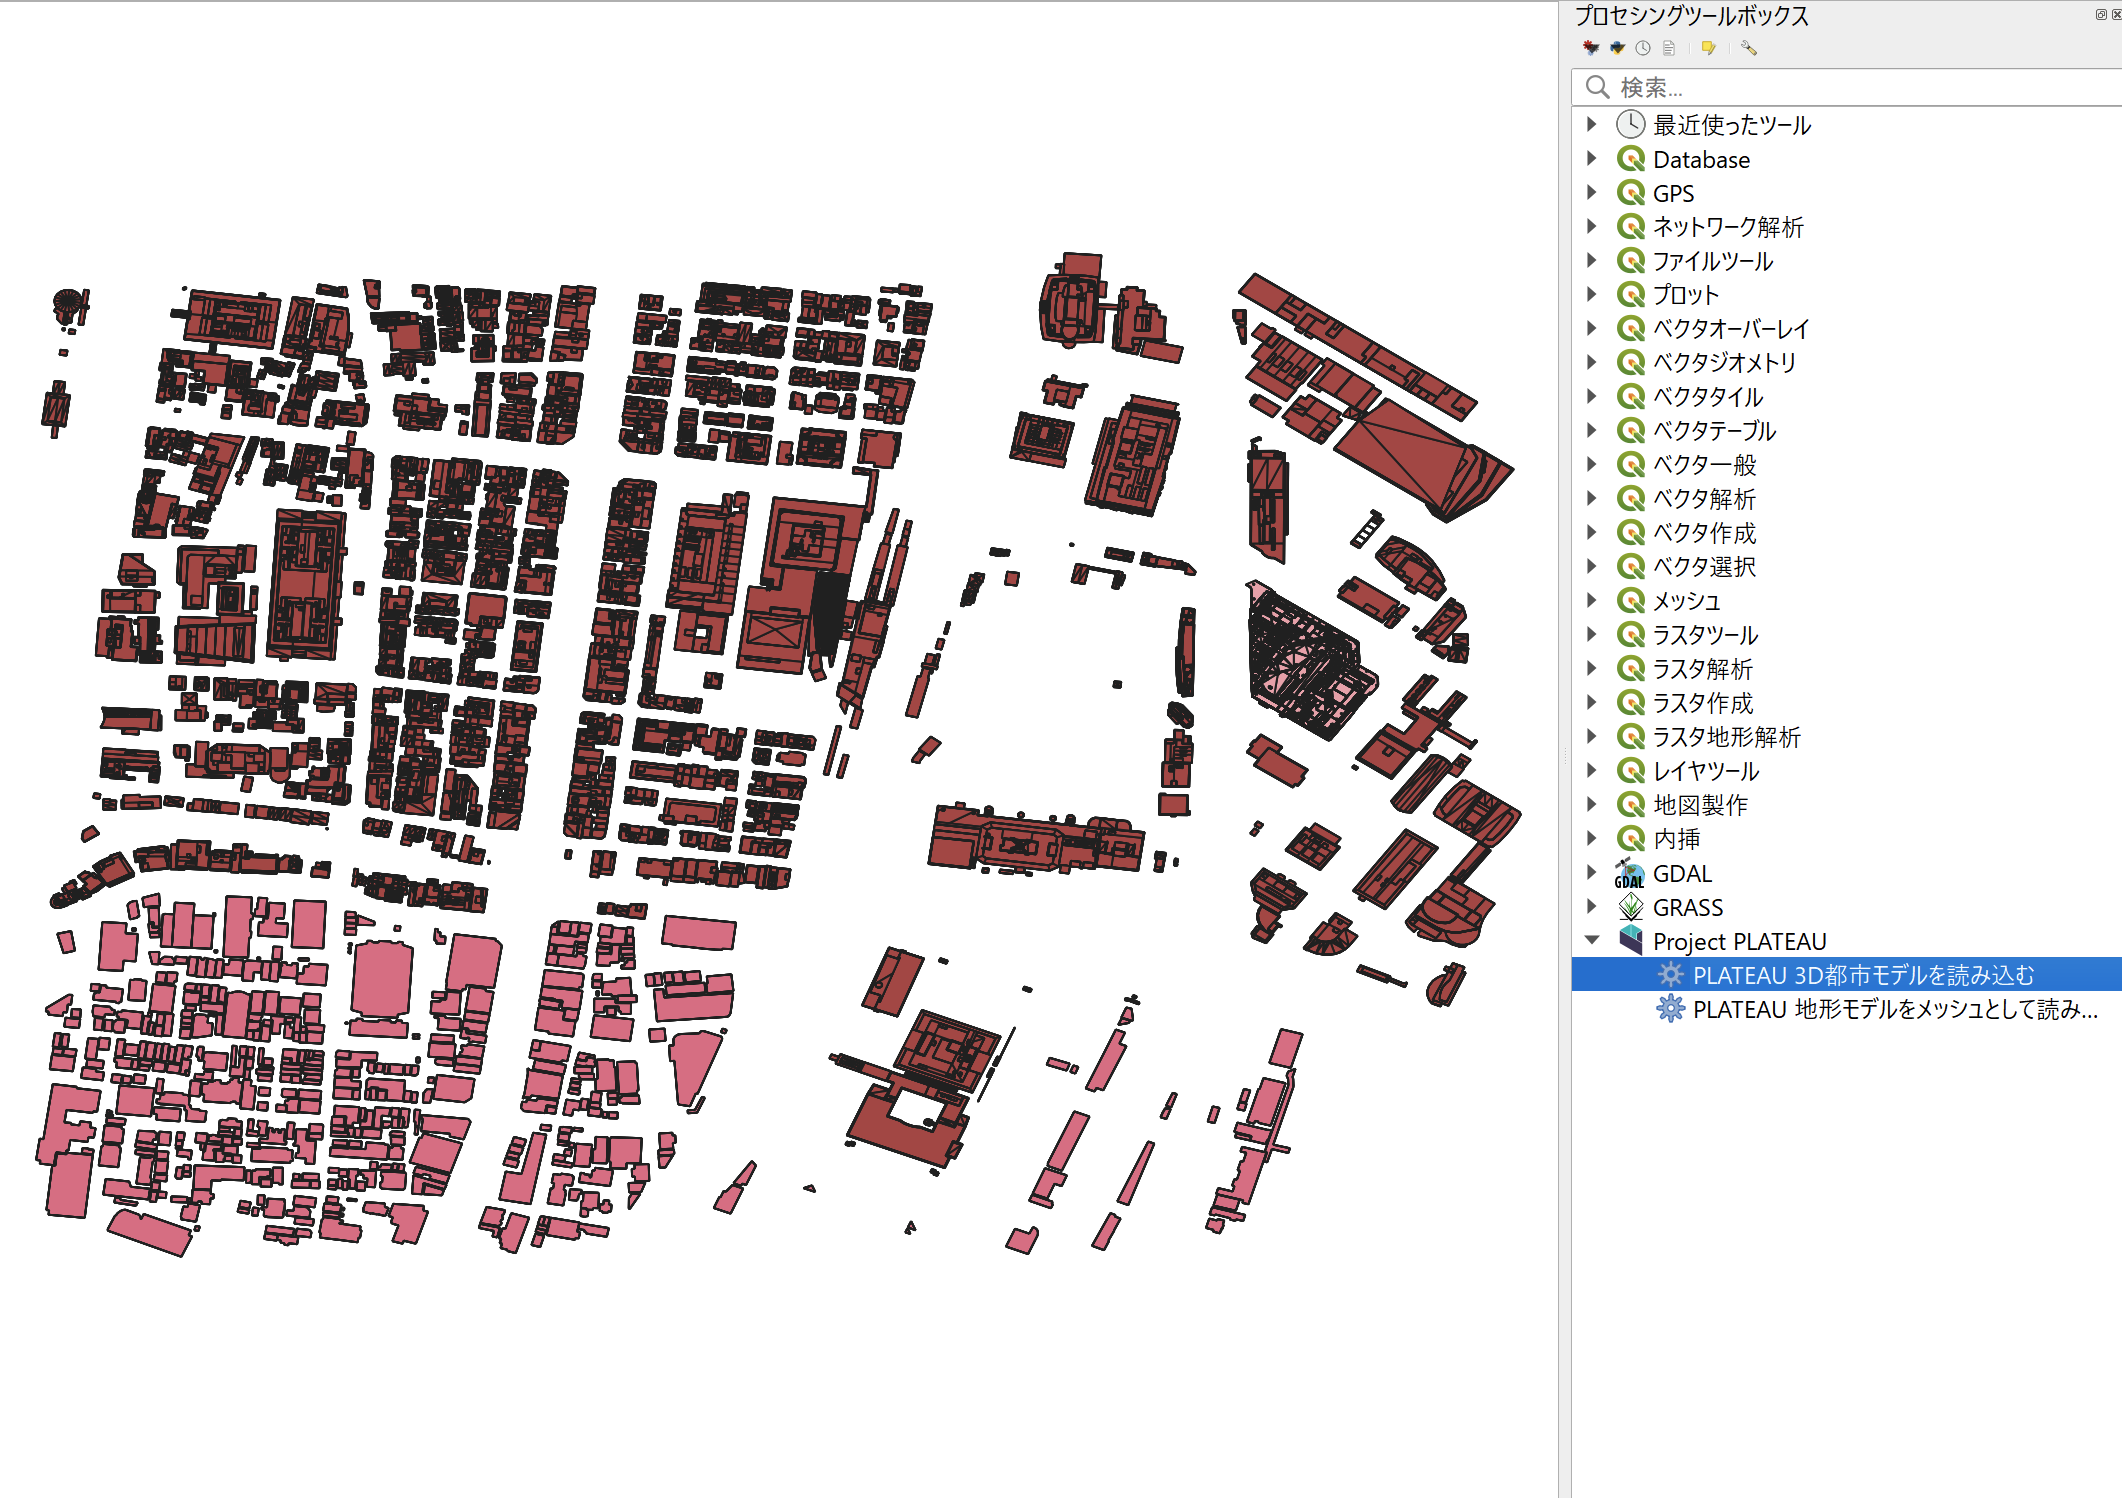 プロセシングツールボックス
検索...
最近使ったツール
Database
GPS
ネットワーク解析
ファイルツール
プロット
ベクタオーバーレイ
ベクタジオメトリ
ベクタタイル
ベクタテーブル
ベクター般
ベクタ解析
ベクタ作成
ベクタ選択
メッシュ
ラスタツール
ラスタ解析
ラスタ作成
ラスタ地形解析
レイヤツール
地図製作
内挿
GDAL
GDAL
GRASS
Project PLATEAU
PLATEAU 3D都市モデルを読み込む
PLATEAU 地形モデルをメッシュとして読み...